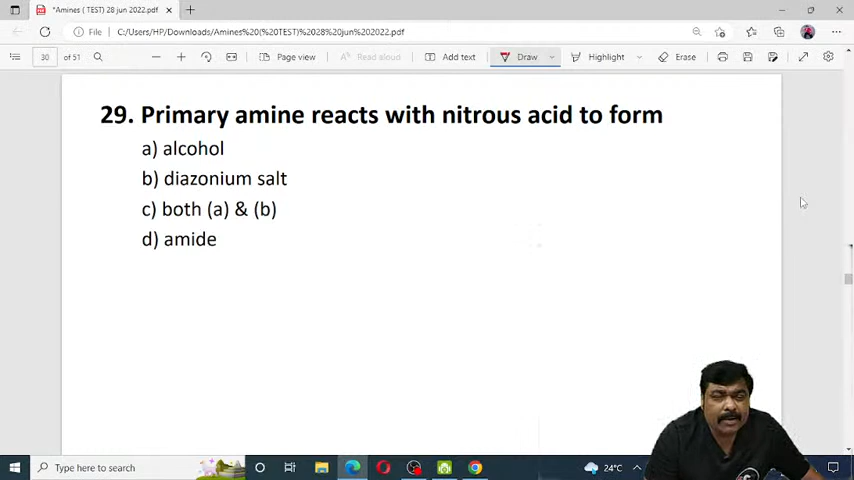 *Amines ( TEST) 28 jun 2022.pdf
File
C:/Users/HP/Downloads/Amines%20(%20TEST)%2028%20jun%202022.pdf
30 of 51
Page view
Read aloud
Add text
Draw
Highlight
Erase
29. Primary amine reacts with nitrous acid to form
a) alcohol
b) diazonium salt
c) both (a) & (b)
d) amide
Type here to search
24°C